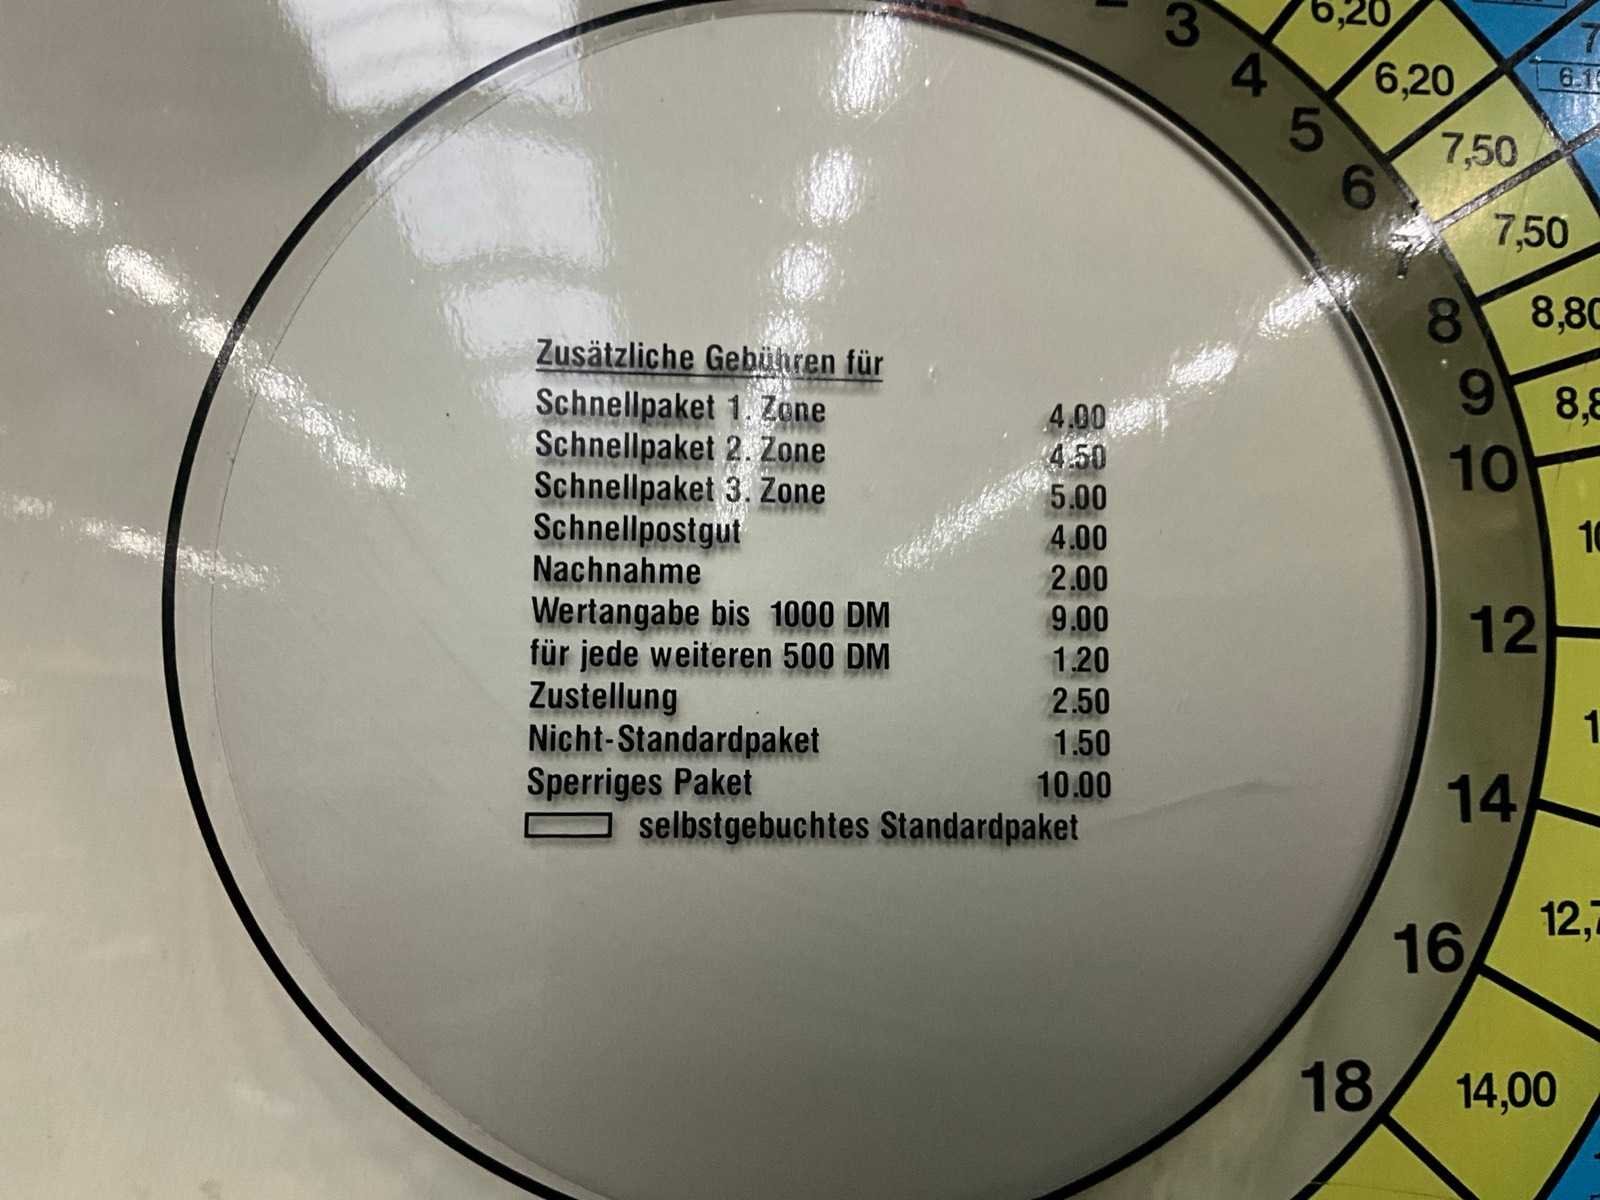 Zusätzliche Gebühren für
Schnellpaket 1. Zone 4.00
Schnellpaket 2. Zone 4.50
Schnellpaket 3. Zone 5.00
Schnellpostgut 4.00
Nachnahme 2.00
Wertangabe bis 1000 DM 9.00
für jede weiteren 500 DM 1.20
Zustellung 2.50
Nicht-Standardpaket 1.50
Sperriges Paket 10.00
selbstgebuchtes Standardpaket
3 6,20
4 6,20
5 7,50
6 7,50
7 8,80
8
9
10
12
14
16
18 14,00